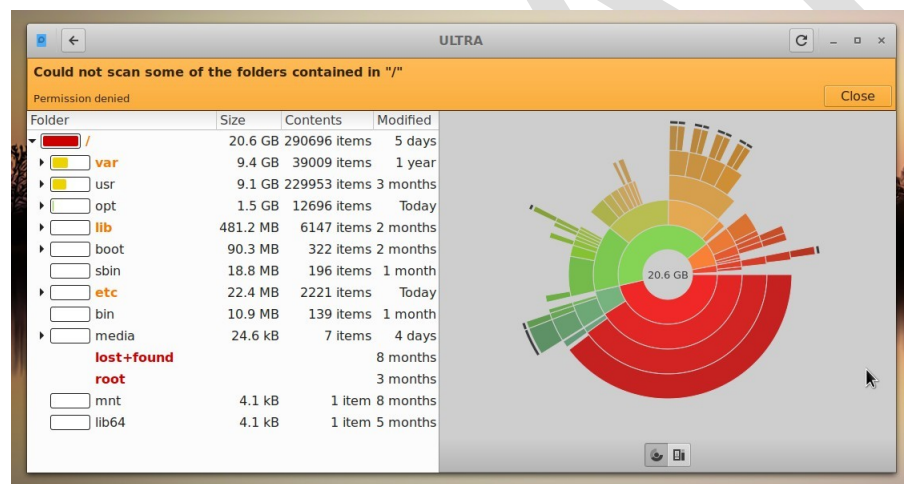 ULTRA
Could not scan some of the folders contained in "/"
Permission denied
Close
Folder Size Contents Modified
/ 20.6 GB 290696 items 5 days
var 9.4 GB 39009 items 1 year
usr 9.1 GB 229953 items 3 months
opt 1.5 GB 12696 items Today
lib 481.2 MB 6147 items 2 months
boot 90.3 MB 322 items 2 months
sbin 18.8 MB 196 items 1 month
etc 22.4 MB 2221 items Today
bin 10.9 MB 139 items 1 month
media 24.6 kB 7 items 4 days
lost+found 8 months
root 3 months
mnt 4.1 kB 1 item 8 months
lib64 4.1 kB 1 item 5 months
20.6 GB